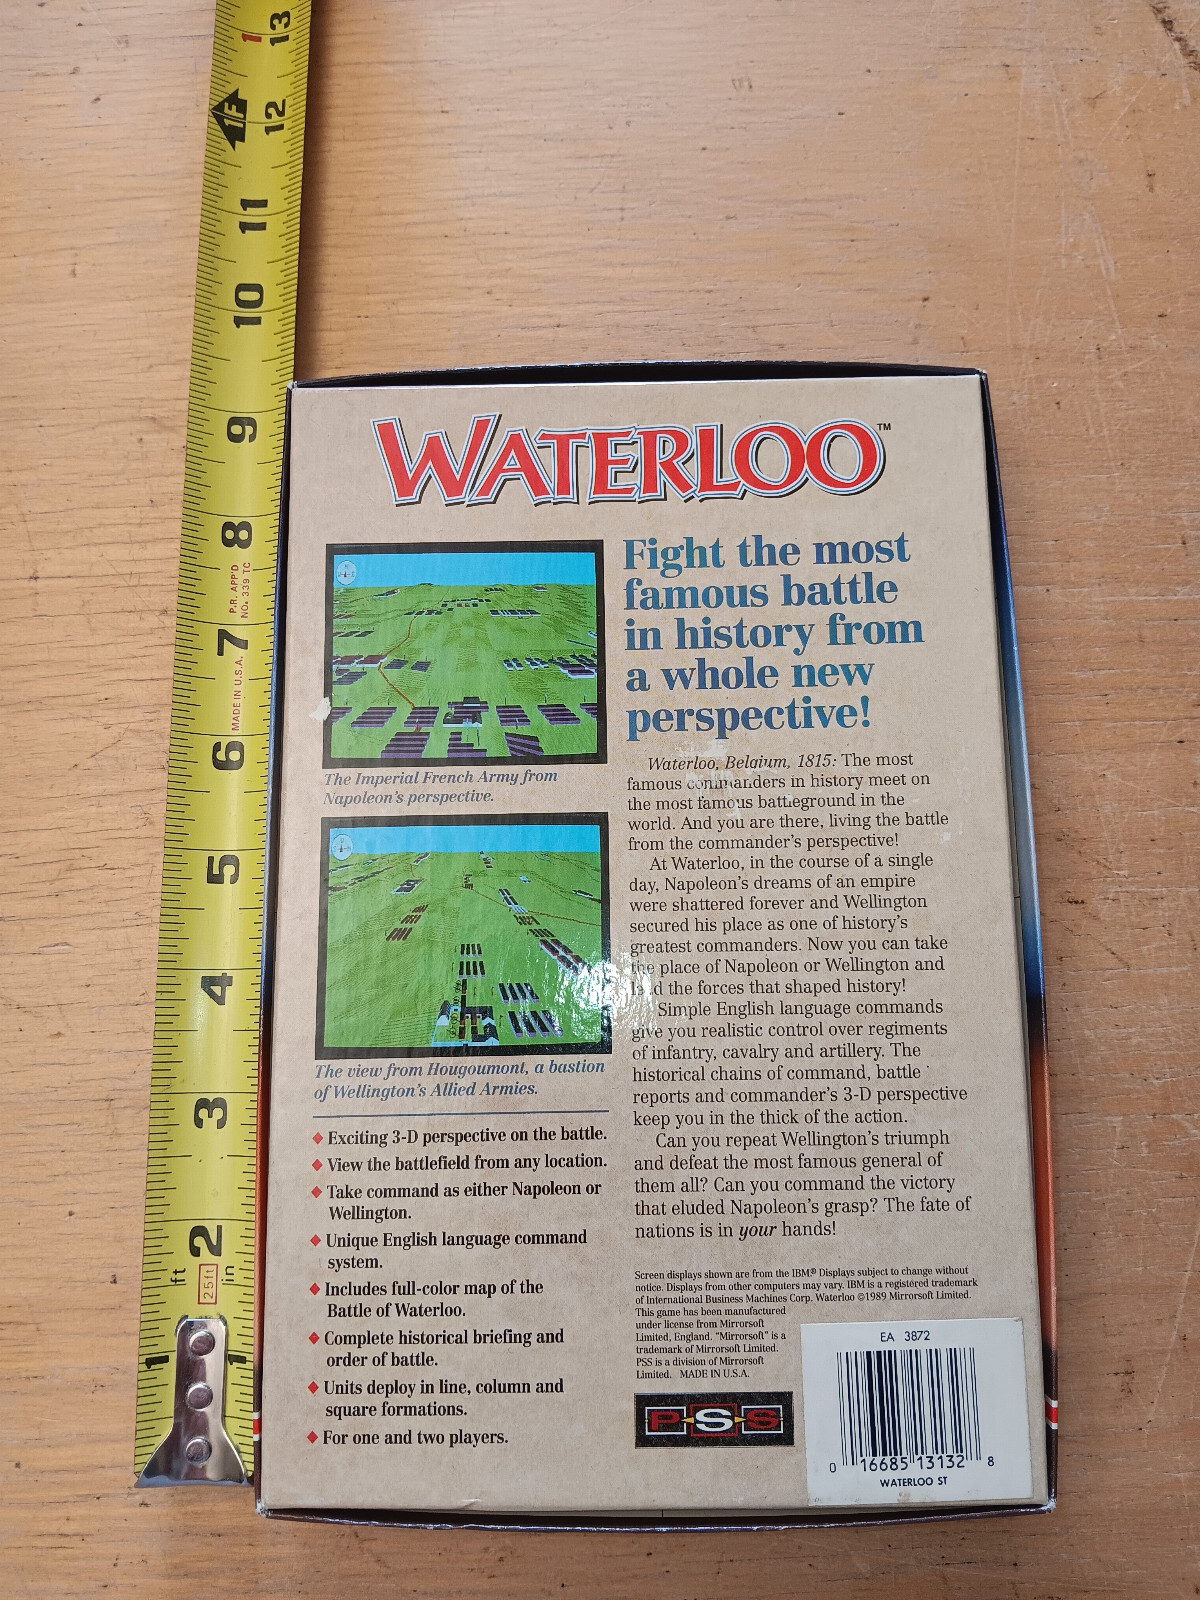 1 13
1F 12
11
10
9
8
P.R. APP'D
NO. 339 TC
7
MADE IN U.S.A.
6
5
4
3
2
ft 25ft in
1 1
WATERLOO™
Fight the most
famous battle
in history from
a whole new
perspective!
The Imperial French Army from
Napoleon's perspective.
The view from Hougoumont, a bastion
of Wellington's Allied Armies.
◆ Exciting 3-D perspective on the battle.
◆ View the battlefield from any location.
◆ Take command as either Napoleon or
Wellington.
◆ Unique English language command
system.
◆ Includes full-color map of the
Battle of Waterloo.
◆ Complete historical briefing and
order of battle.
◆ Units deploy in line, column and
square formations.
◆ For one and two players.
Waterloo, Belgium, 1815: The most
famous commanders in history meet on
the most famous battleground in the
world. And you are there, living the battle
from the commander's perspective!
At Waterloo, in the course of a single
day, Napoleon's dreams of an empire
were shattered forever and Wellington
secured his place as one of history's
greatest commanders. Now you can take
the place of Napoleon or Wellington and
lead the forces that shaped history!
Simple English language commands
give you realistic control over regiments
of infantry, cavalry and artillery. The
historical chains of command, battle
reports and commander's 3-D perspective
keep you in the thick of the action.
Can you repeat Wellington's triumph
and defeat the most famous general of
them all? Can you command the victory
that eluded Napoleon's grasp? The fate of
nations is in your hands!
Screen displays shown are from the IBM® Displays subject to change without
notice. Displays from other computers may vary. IBM is a registered trademark
of International Business Machines Corp. Waterloo ©1989 Mirrorsoft Limited.
This game has been manufactured
under license from Mirrorsoft
Limited, England. "Mirrorsoft" is a
trademark of Mirrorsoft Limited.
PSS is a division of Mirrorsoft
Limited. MADE IN U.S.A.
PSS
EA 3872
0 16685 13132 8
WATERLOO ST